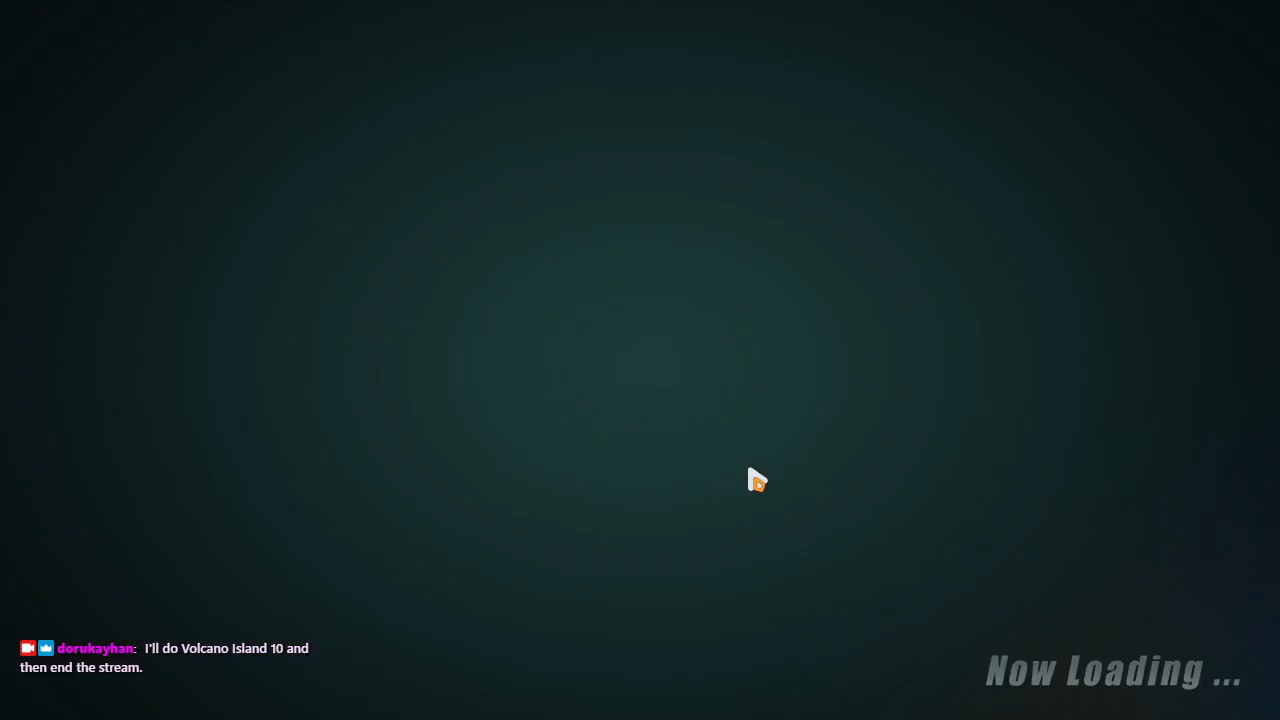 dorukayhan: I'll do Volcano Island 10 and
then end the stream.
Now Loading ...